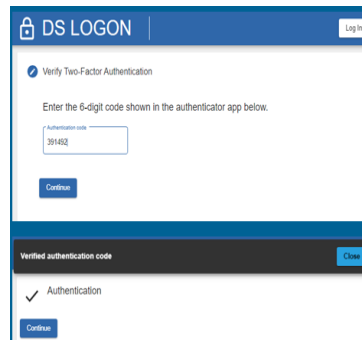 DS LOGON
Log In
Verify Two-Factor Authentication
Enter the 6-digit code shown in the authenticator app below.
Authentication code
391492
Continue
Verified authentication code
Close
Authentication
Continue